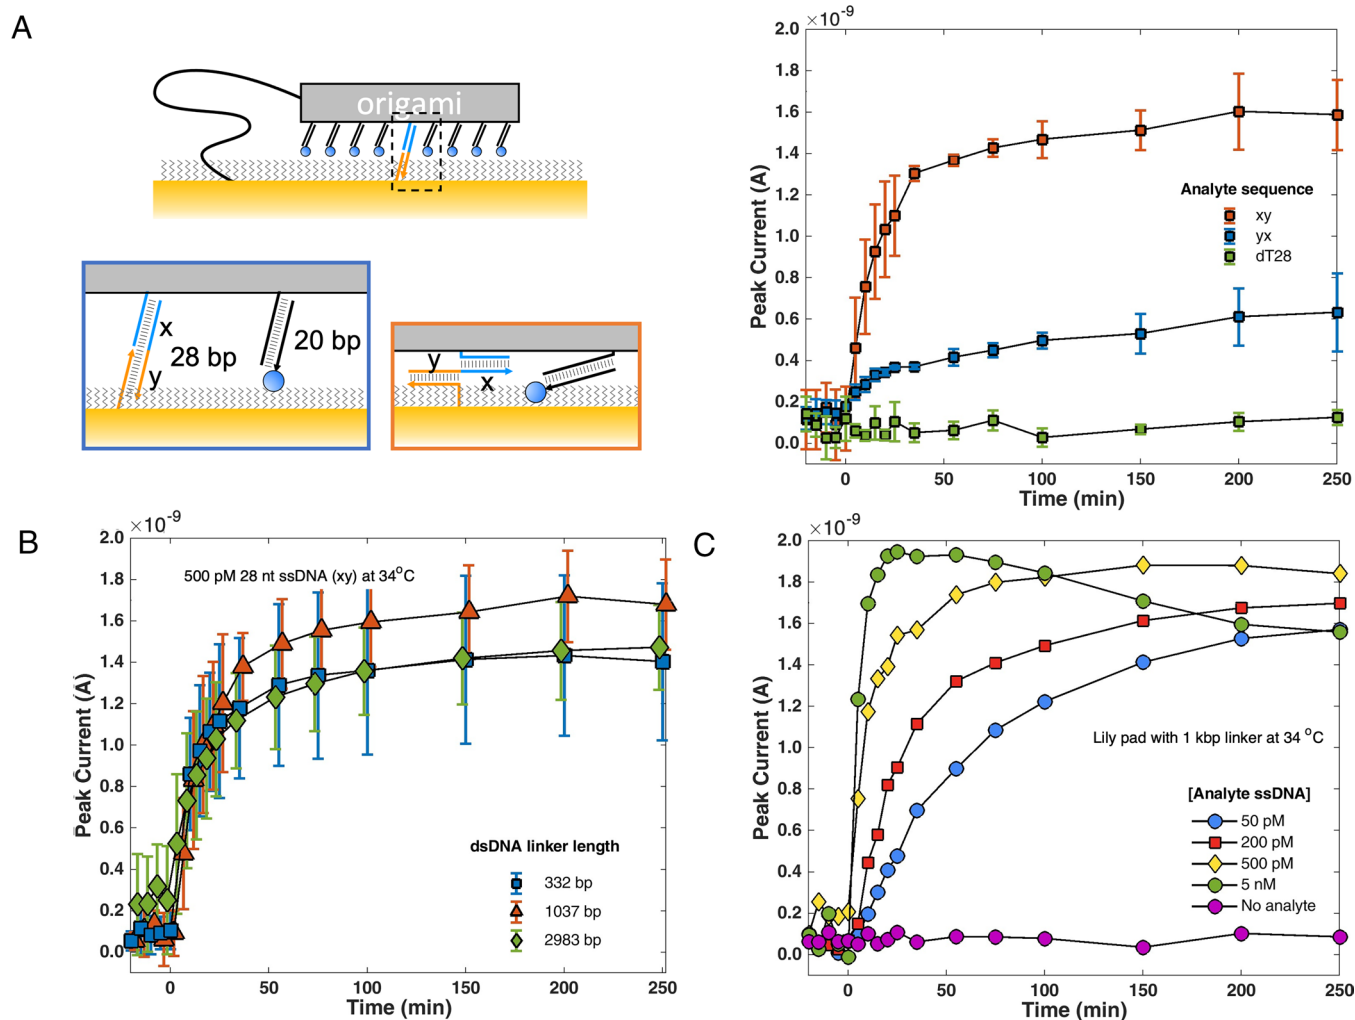 A
origami
x
28 bp
y
20 bp
y
x
×10⁻⁹
2.0
1.8
1.6
1.4
1.2
1.0
0.8
0.6
0.4
0.2
0.0
Peak Current (A)
Analyte sequence
xy
yx
dT28
0
50
100
150
200
250
Time (min)
B
×10⁻⁹
500 pM 28 nt ssDNA (xy) at 34°C
2.0
1.8
1.6
1.4
1.2
1.0
0.8
0.6
0.4
0.2
0.0
Peak Current (A)
dsDNA linker length
332 bp
1037 bp
2983 bp
0
50
100
150
200
250
Time (min)
C
×10⁻⁹
2.0
1.8
1.6
1.4
1.2
1.0
0.8
0.6
0.4
0.2
0.0
Peak Current (A)
Lily pad with 1 kbp linker at 34 °C
[Analyte ssDNA]
50 pM
200 pM
500 pM
5 nM
No analyte
0
50
100
150
200
250
Time (min)